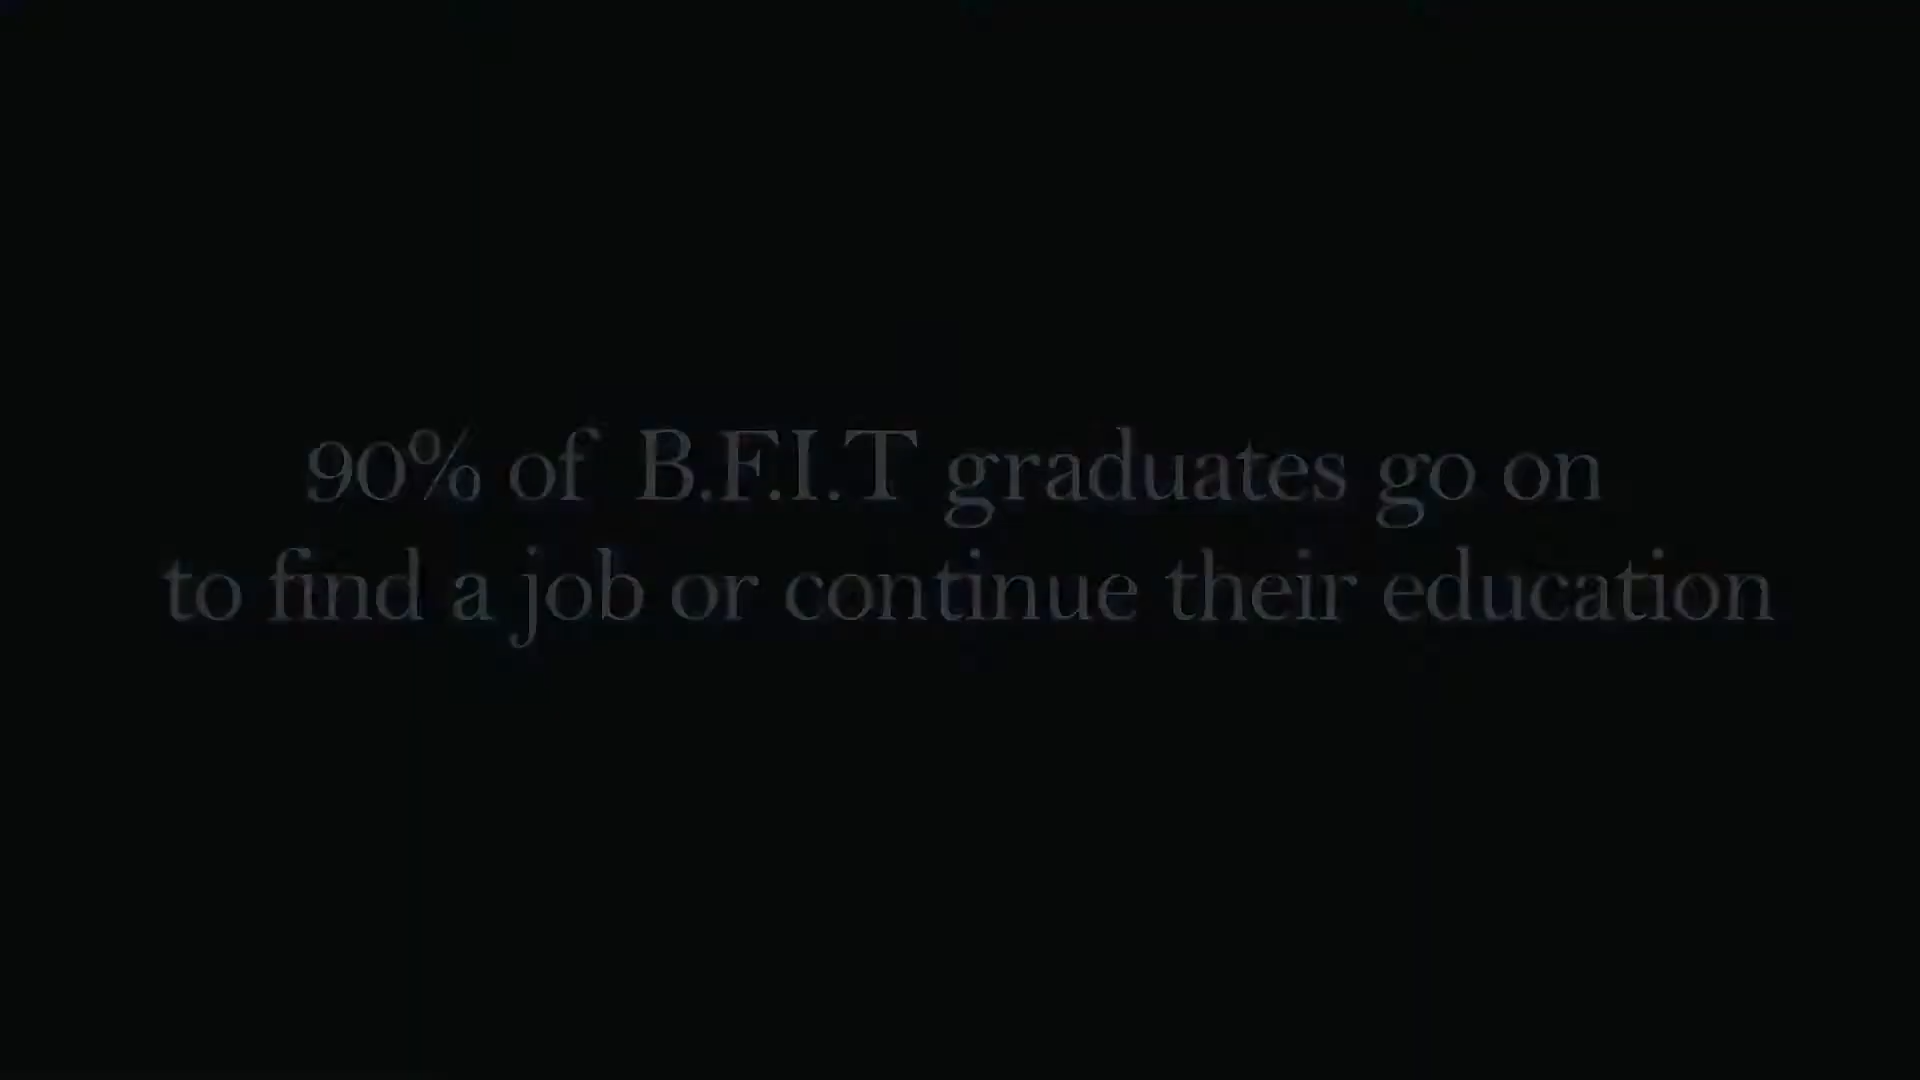 90% of B.F.I.T graduates go on
to find a job or continue their education